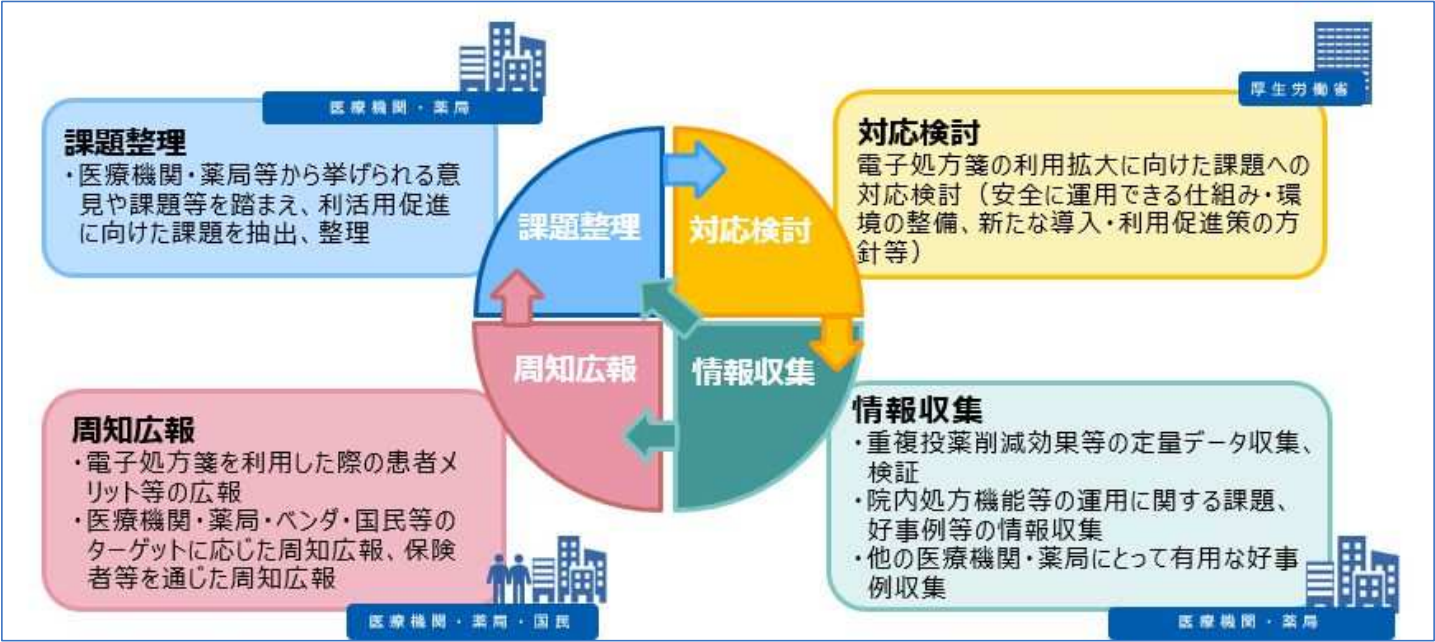 医療機関・薬局
課題整理
・医療機関・薬局等から挙げられる意
見や課題等を踏まえ、利活用促進
に向けた課題を抽出、整理
厚生労働省
対応検討
電子処方箋の利用拡大に向けた課題への
対応検討（安全に運用できる仕組み・環
境の整備、新たな導入・利用促進策の方
針等）
課題整理
対応検討
周知広報
情報収集
周知広報
・電子処方箋を利用した際の患者メ
リット等の広報
・医療機関・薬局・ベンダ・国民等の
ターゲットに応じた周知広報、保険
者等を通じた周知広報
医療機関・薬局・国民
情報収集
・重複投薬削減効果等の定量データ収集、
検証
・院内処方機能等の運用に関する課題、
好事例等の情報収集
・他の医療機関・薬局にとって有用な好事
例収集
医療機関・薬局